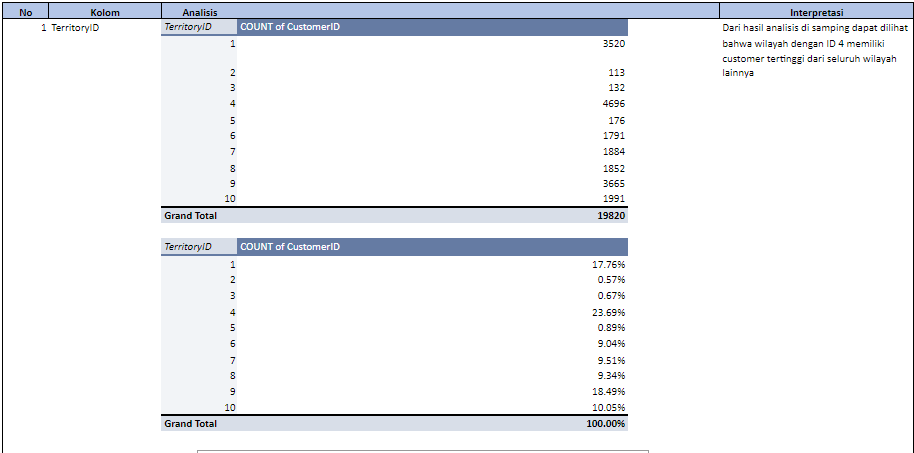 No Kolom Analisis Interpretasi
1 TerritoryID TerritoryID COUNT of CustomerID Dari hasil analisis di samping dapat dilihat
1 3520 bahwa wilayah dengan ID 4 memiliki
customer tertinggi dari seluruh wilayah
2 113 lainnya
3 132
4 4696
5 176
6 1791
7 1884
8 1852
9 3665
10 1991
Grand Total 19820
TerritoryID COUNT of CustomerID
1 17.76%
2 0.57%
3 0.67%
4 23.69%
5 0.89%
6 9.04%
7 9.51%
8 9.34%
9 18.49%
10 10.05%
Grand Total 100.00%